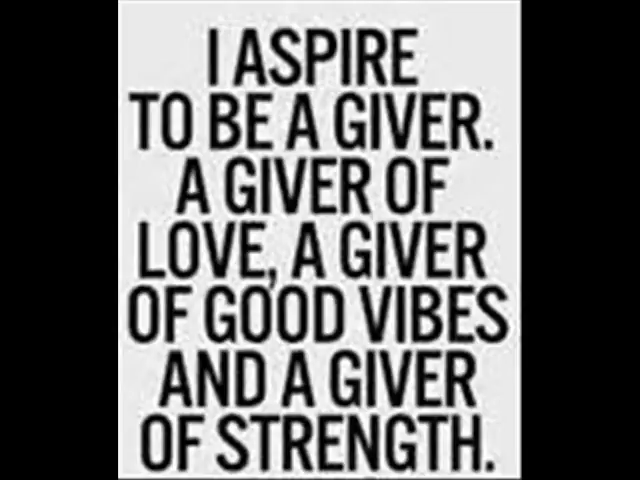 I ASPIRE
TO BE A GIVER.
A GIVER OF
LOVE, A GIVER
OF GOOD VIBES
AND A GIVER
OF STRENGTH.